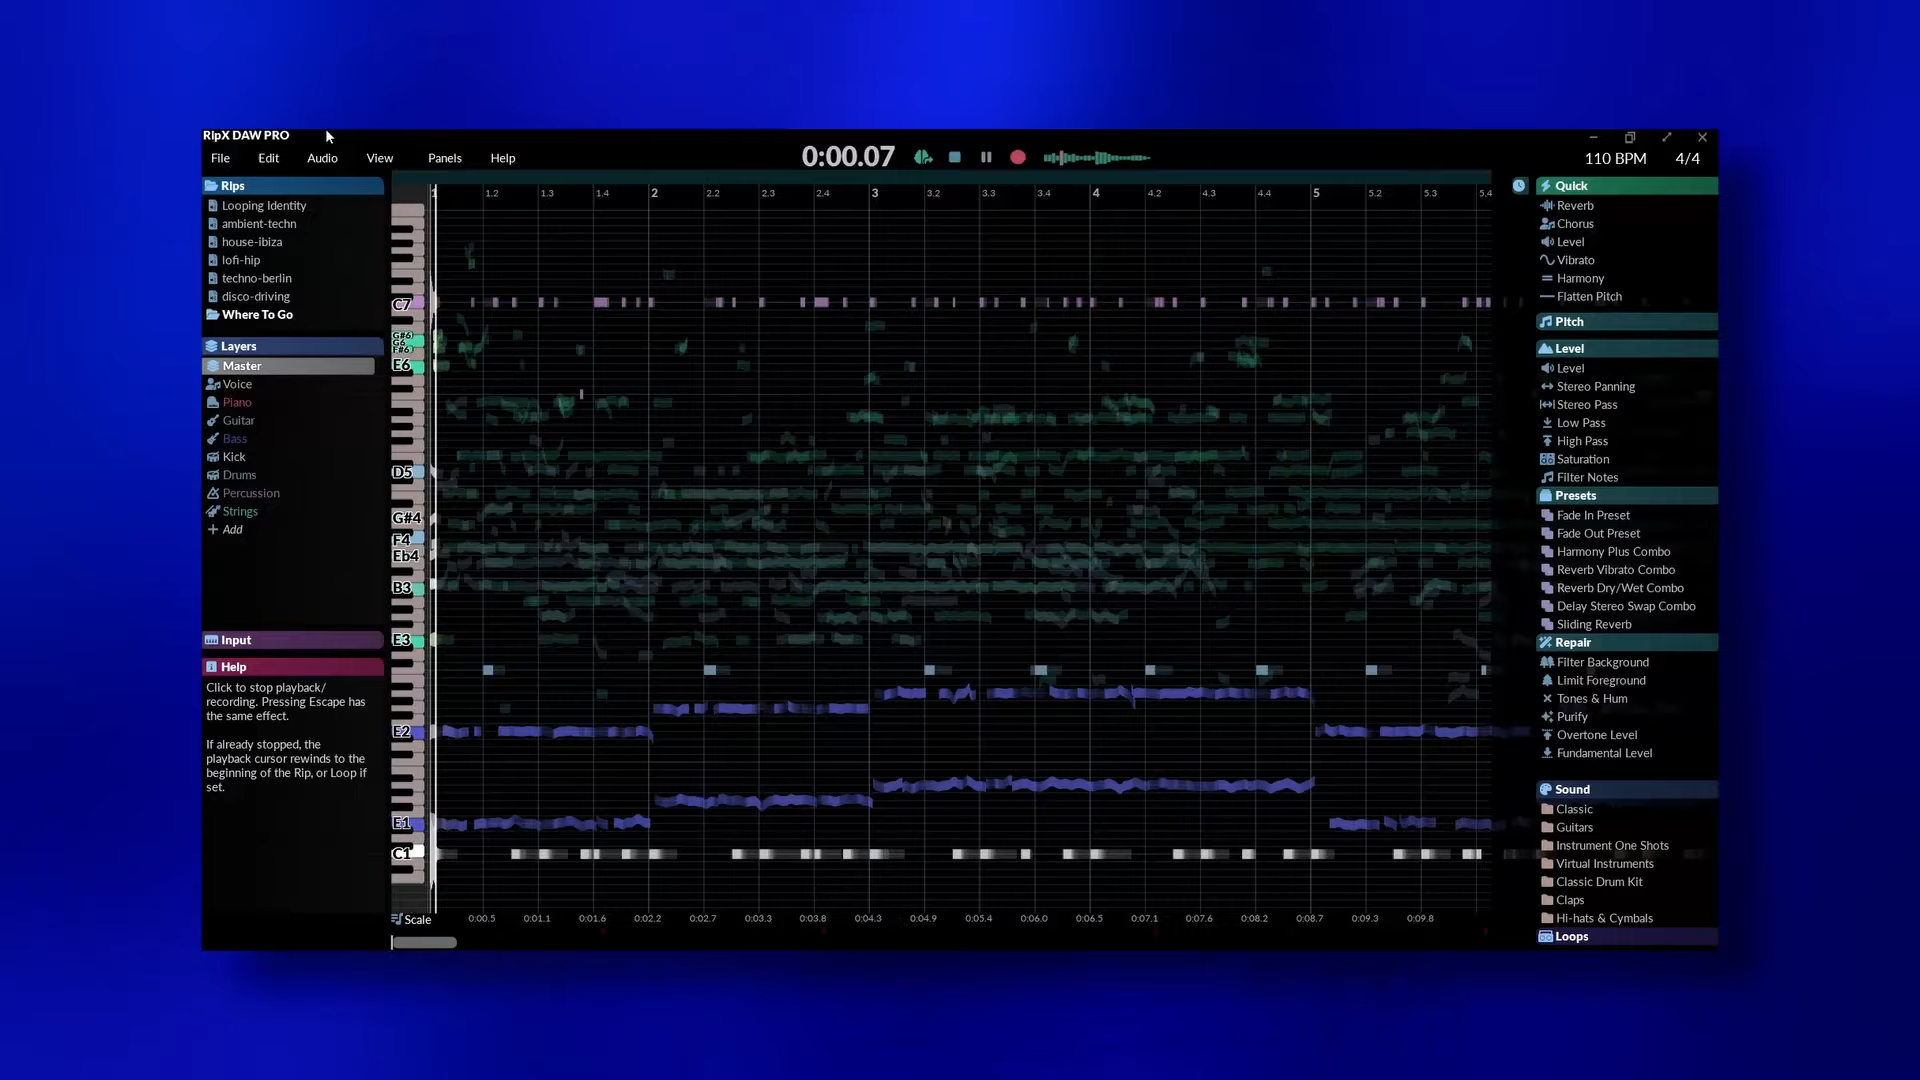 RipX DAW PRO
File Edit Audio View Panels Help
0:00.07
110 BPM 4/4
Rips
Looping Identity
ambient-techn
house-ibiza
lofi-hip
techno-berlin
disco-driving
Where To Go
Layers
Master
Voice
Piano
Guitar
Bass
Kick
Drums
Percussion
Strings
Add
Input
Help
Click to stop playback/
recording. Pressing Escape has
the same effect.
If already stopped, the
playback cursor rewinds to the
beginning of the Rip, or Loop if
set.
1 1.2 1.3 1.4 2 2.2 2.3 2.4 3 3.2 3.3 3.4 4 4.2 4.3 4.4 5 5.2 5.3 5.4
C7
G#6
G6
F#6
E6
D5
G#4
F4
Eb4
B3
E3
E2
E1
C1
Scale
0:00.5 0:01.1 0:01.6 0:02.2 0:02.7 0:03.3 0:03.8 0:04.3 0:04.9 0:05.4 0:06.0 0:06.5 0:07.1 0:07.6 0:08.2 0:08.7 0:09.3 0:09.8
Quick
Reverb
Chorus
Level
Vibrato
Harmony
Flatten Pitch
Pitch
Level
Level
Stereo Panning
Stereo Pass
Low Pass
High Pass
Saturation
Filter Notes
Presets
Fade In Preset
Fade Out Preset
Harmony Plus Combo
Reverb Vibrato Combo
Reverb Dry/Wet Combo
Delay Stereo Swap Combo
Sliding Reverb
Repair
Filter Background
Limit Foreground
Tones & Hum
Purify
Overtone Level
Fundamental Level
Sound
Classic
Guitars
Instrument One Shots
Virtual Instruments
Classic Drum Kit
Claps
Hi-hats & Cymbals
Loops